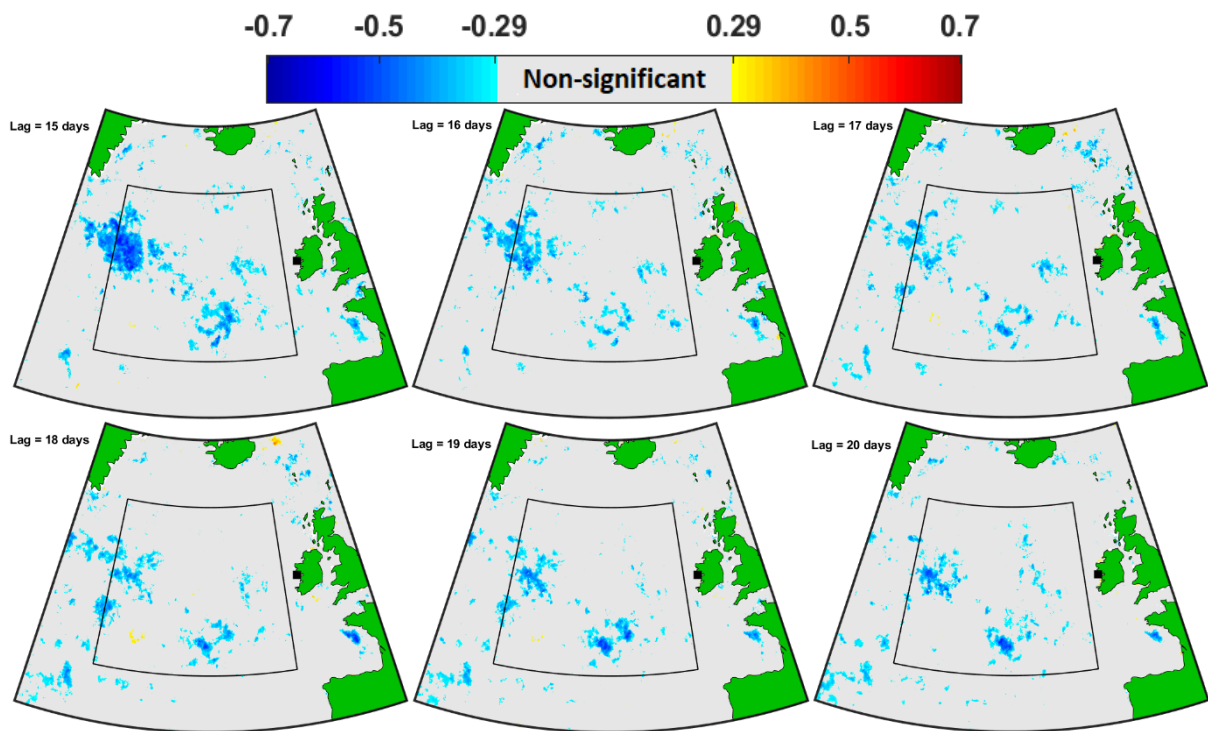 -0.7 -0.5 -0.29 0.29 0.5 0.7
Non-significant
Lag = 15 days
Lag = 16 days
Lag = 17 days
Lag = 18 days
Lag = 19 days
Lag = 20 days